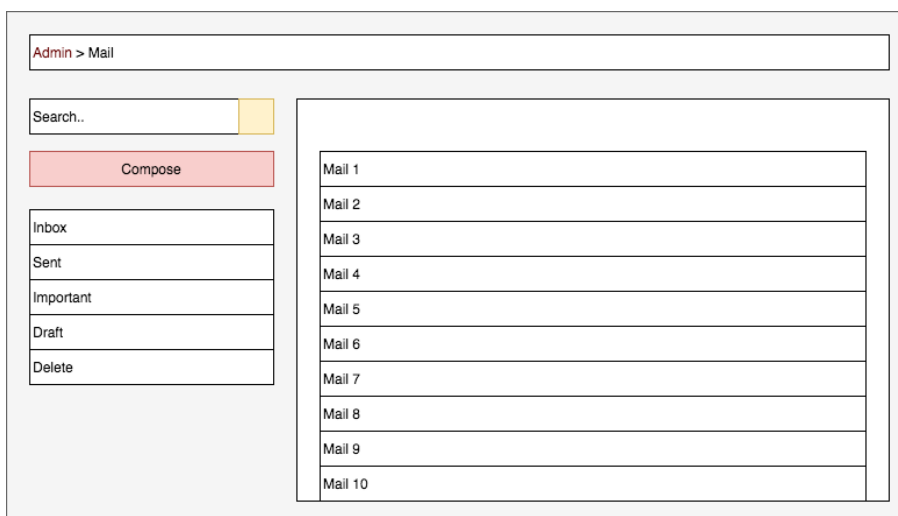 Admin > Mail
Search..
Compose
Inbox
Sent
Important
Draft
Delete
Mail 1
Mail 2
Mail 3
Mail 4
Mail 5
Mail 6
Mail 7
Mail 8
Mail 9
Mail 10